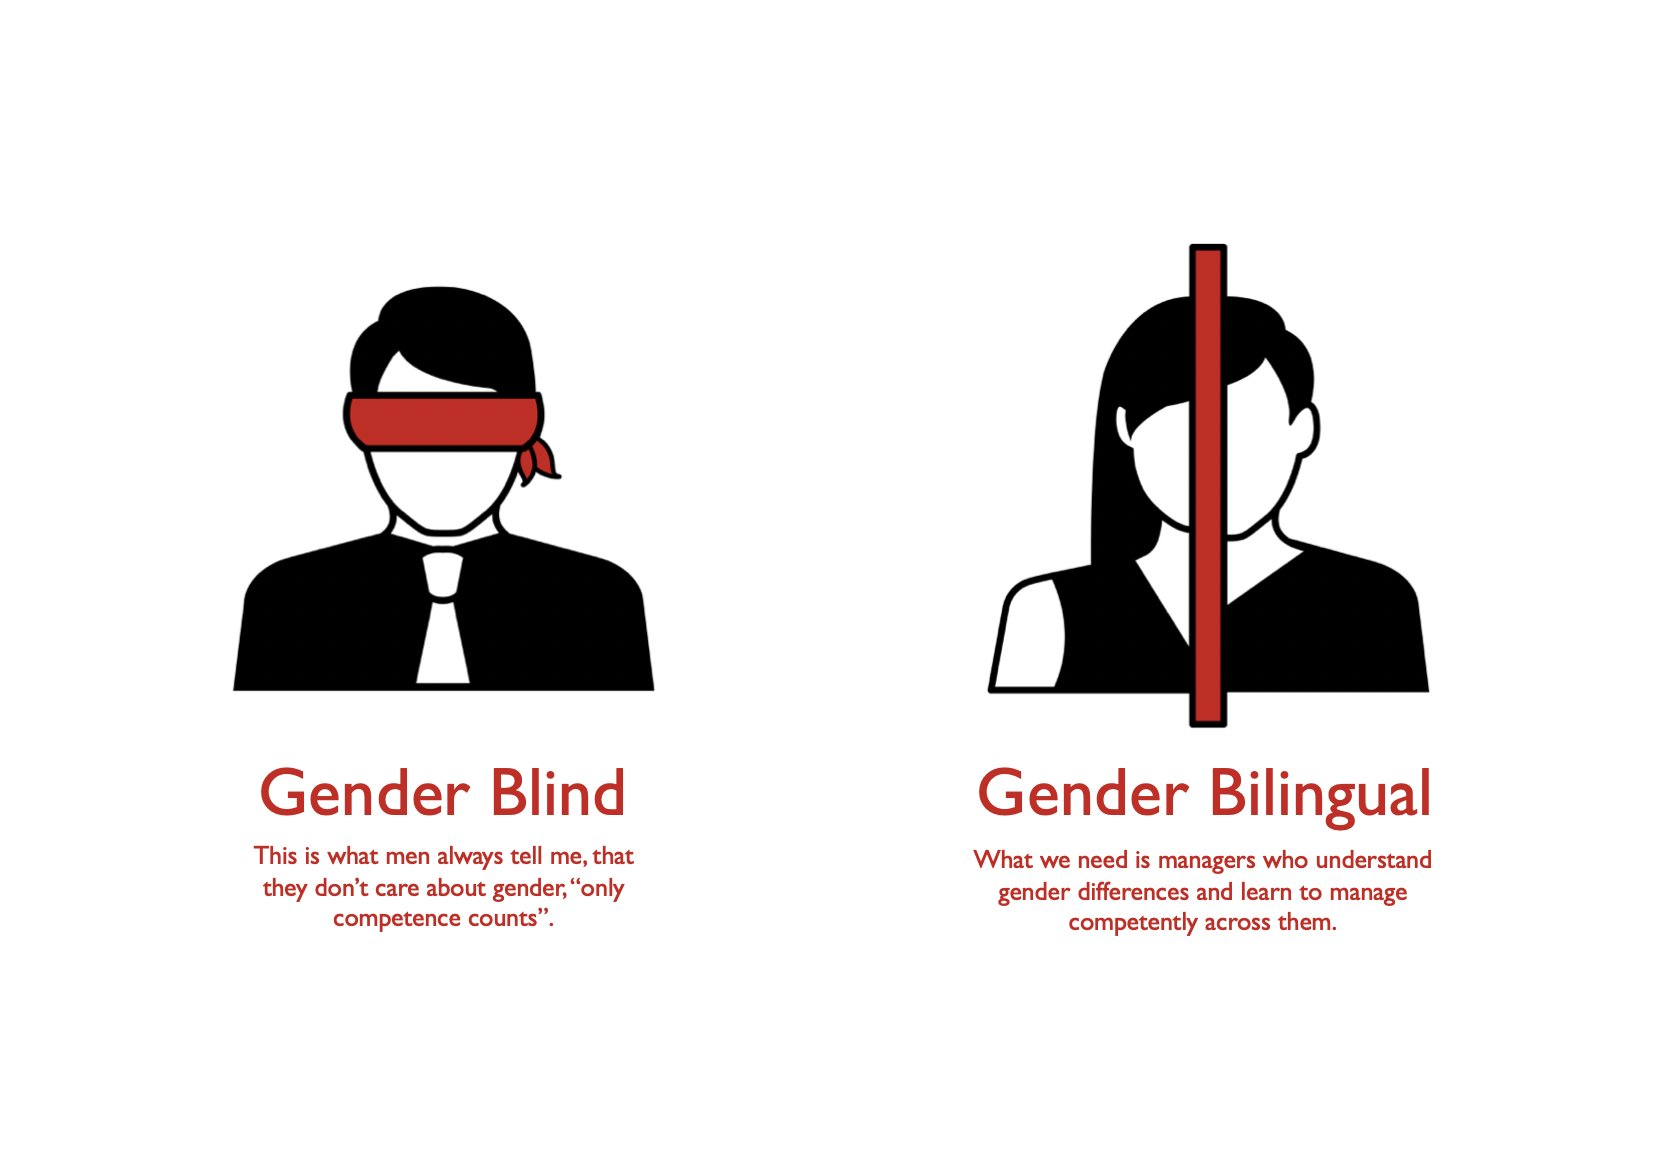 Gender Blind
This is what men always tell me, that
they don’t care about gender, “only
competence counts”.
Gender Bilingual
What we need is managers who understand
gender differences and learn to manage
competently across them.